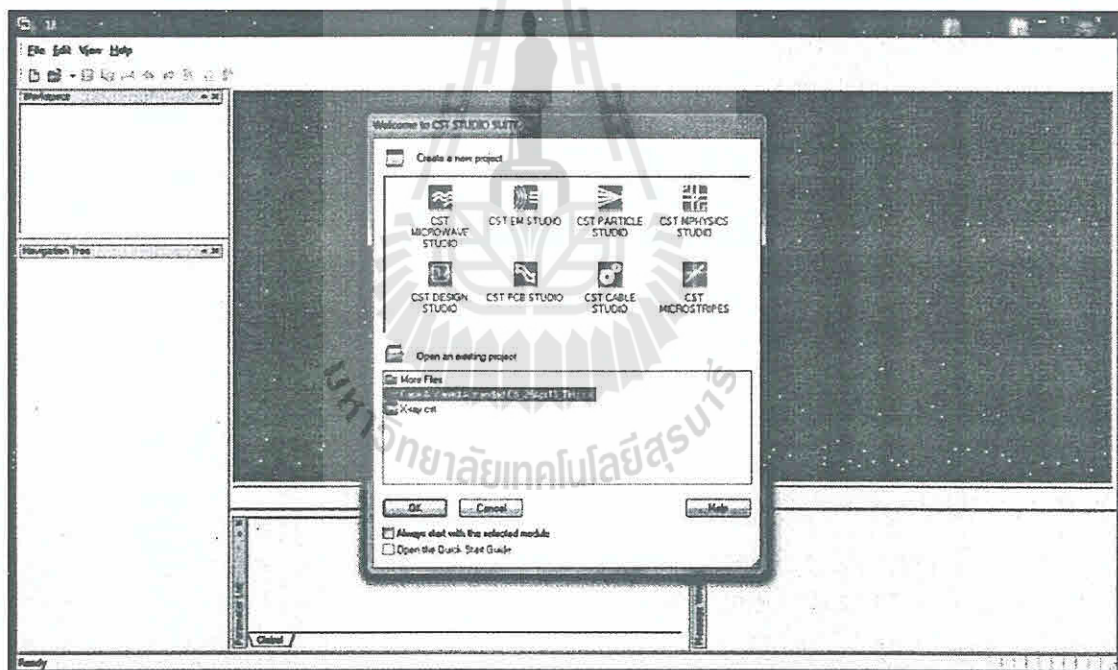 File Edit View Help
Workspace
Navigation Tree
Welcome to CST STUDIO SUITE
Create a new project
CST MICROWAVE STUDIO
CST EM STUDIO
CST PARTICLE STUDIO
CST MPHYSICS STUDIO
CST DESIGN STUDIO
CST PCB STUDIO
CST CABLE STUDIO
CST MICROSTRIPES
Open an existing project
More Files
X-ray.cst
OK Cancel Help
Always start with the selected module
Open the Quick Start Guide
Global
Ready
มหาวิทยาลัยเทคโนโลยีสุรนารี